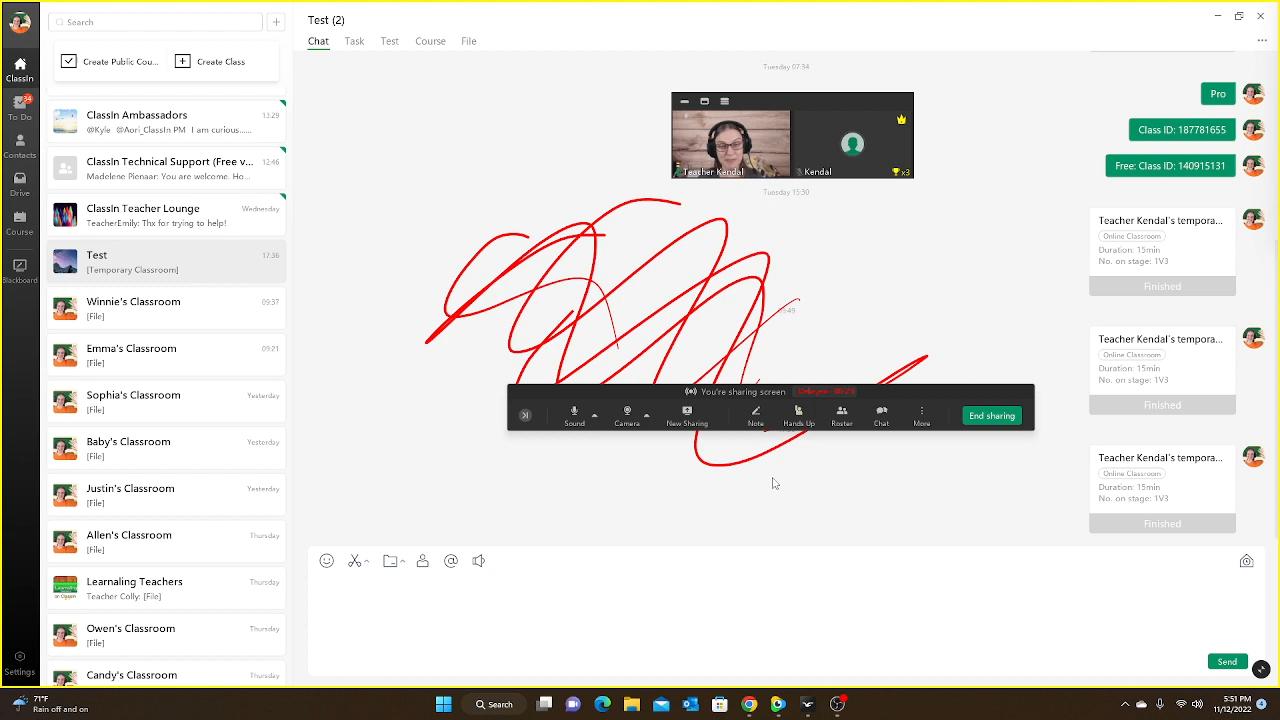 ClassIn
Search
Create Public Cou...
Create Class
ClassIn
34
To Do
Contacts
Drive
Course
Blackboard
Settings
ClassIn Ambassadors
13:29
@Kyle @Aori_ClassIn PM I am curious......
ClassIn Technical Support (Free v...
12:46
Xadenaar: You are welcome. Ho...
ClassIn Teacher Lounge
Wednesday
TeacherEmily: Thx for trying to help!
Test
17:36
[Temporary Classroom]
Winnie's Classroom
09:37
[File]
Emma's Classroom
09:21
[File]
's Classroom
Yesterday
[File]
's Classroom
Yesterday
[File]
Justin's Classroom
Yesterday
[File]
Allen's Classroom
Thursday
[File]
Learnaling Teachers
Thursday
Teacher Colly: [File]
Owen's Classroom
Thursday
[File]
Candy's Classroom
Thursday
Test (2)
Chat Task Test Course File
Tuesday 07:34
Teacher Kendal
Kendal
x3
Tuesday 15:30
Pro
Class ID: 187781655
Free: Class ID: 140915131
Teacher Kendal's tempora...
Online Classroom
Duration: 15min
No. on stage: 1V3
Finished
:49
Teacher Kendal's tempora...
Online Classroom
Duration: 15min
No. on stage: 1V3
Finished
You're sharing screen
Sound Camera New Sharing Note Hands Up Roster Chat More End sharing
Teacher Kendal's tempora...
Online Classroom
Duration: 15min
No. on stage: 1V3
Finished
Send
71°F
Rain off and on
Search
5:51 PM
11/12/2022
4